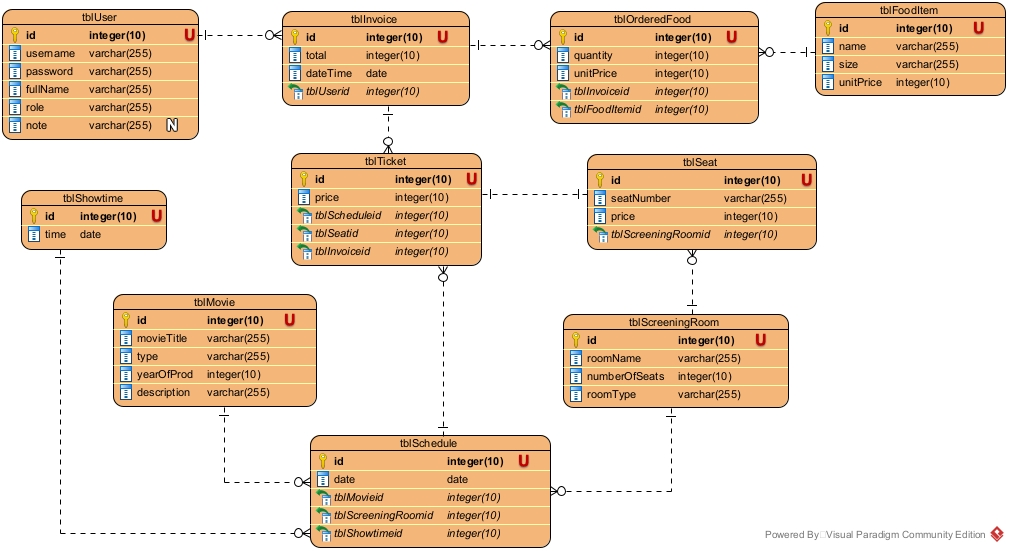 tblUser
id integer(10) U
username varchar(255)
password varchar(255)
fullName varchar(255)
role varchar(255)
note varchar(255) N
tblInvoice
id integer(10) U
total integer(10)
dateTime date
tblUserid integer(10)
tblOrderedFood
id integer(10) U
quantity integer(10)
unitPrice integer(10)
tblInvoiceid integer(10)
tblFoodItemid integer(10)
tblFoodItem
id integer(10) U
name varchar(255)
size varchar(255)
unitPrice integer(10)
tblTicket
id integer(10) U
price integer(10)
tblScheduleid integer(10)
tblSeatid integer(10)
tblInvoiceid integer(10)
tblSeat
id integer(10) U
seatNumber varchar(255)
price integer(10)
tblScreeningRoomid integer(10)
tblShowtime
id integer(10) U
time date
tblMovie
id integer(10) U
movieTitle varchar(255)
type varchar(255)
yearOfProd integer(10)
description varchar(255)
tblScreeningRoom
id integer(10) U
roomName varchar(255)
numberOfSeats integer(10)
roomType varchar(255)
tblSchedule
id integer(10) U
date date
tblMovieid integer(10)
tblScreeningRoomid integer(10)
tblShowtimeid integer(10)
Powered By Visual Paradigm Community Edition